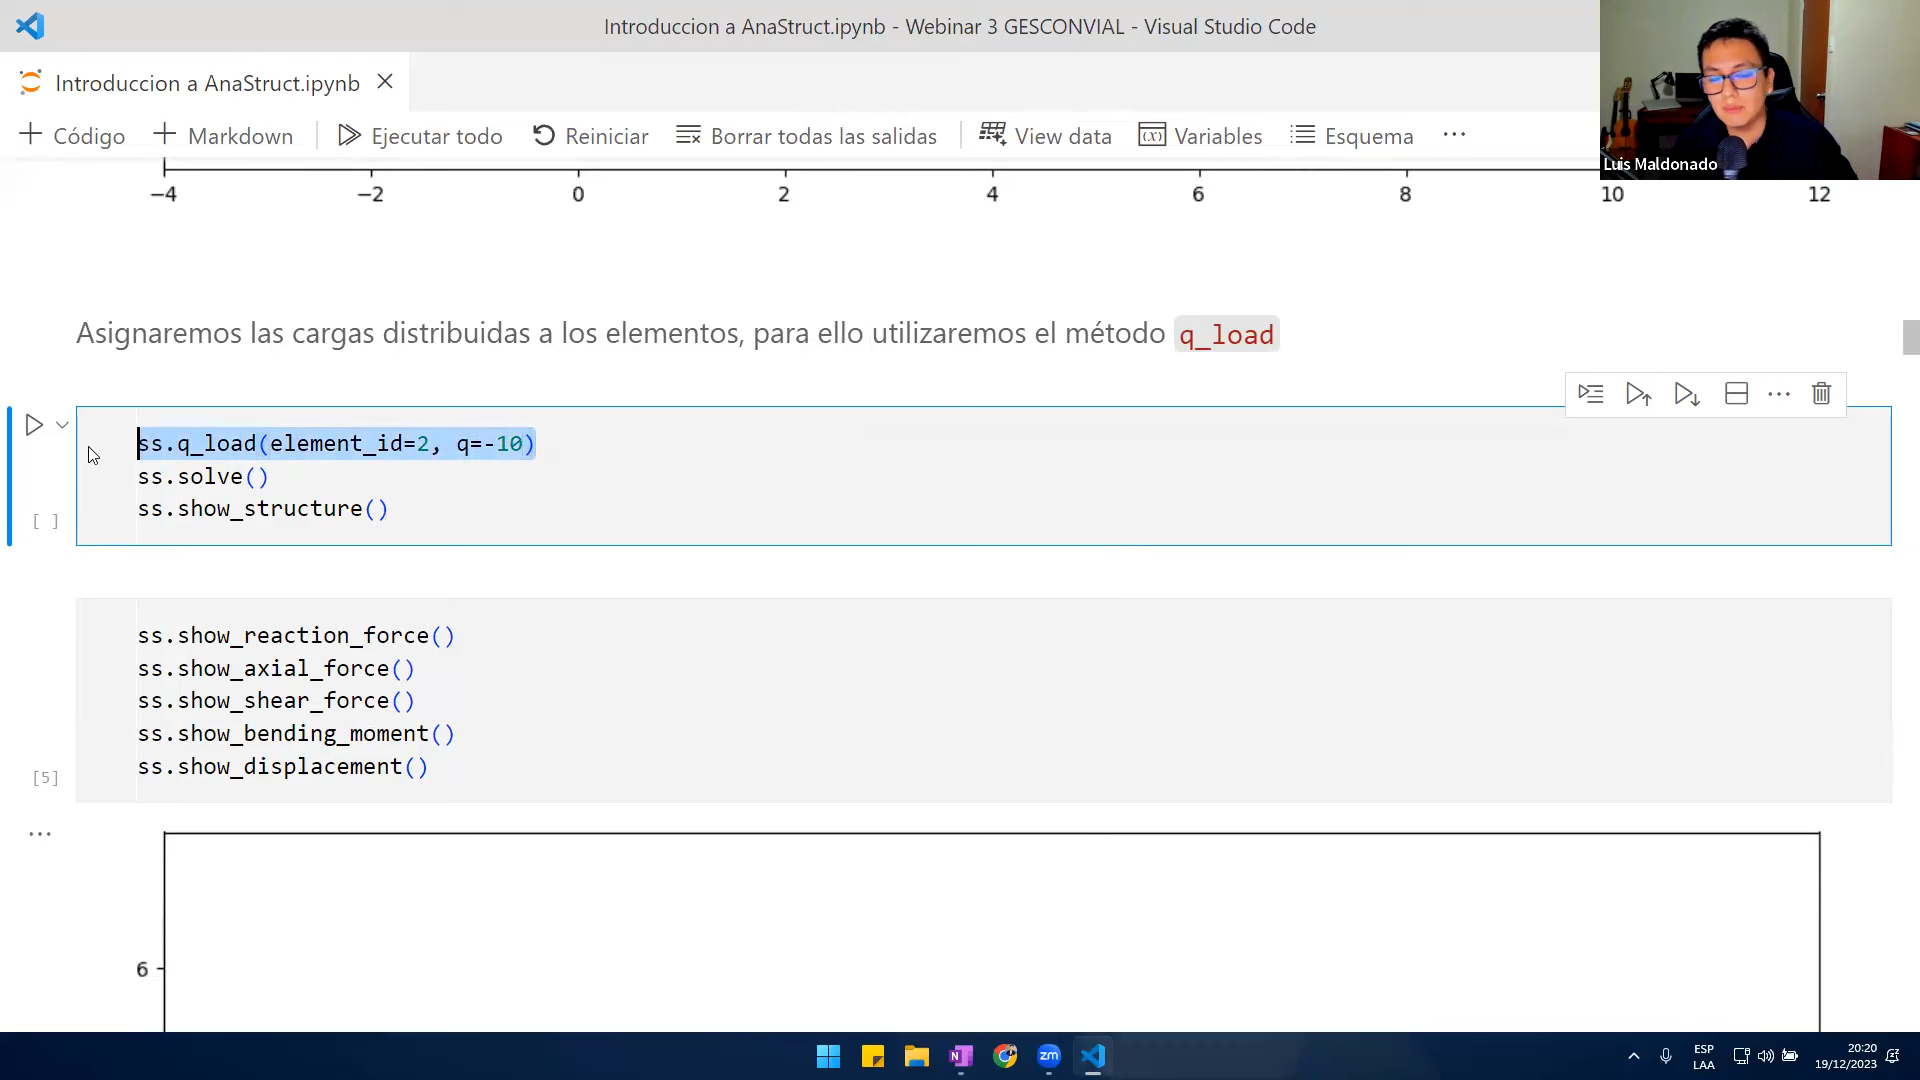 Introduccion a AnaStruct.ipynb - Webinar 3 GESCONVIAL - Visual Studio Code
Introduccion a AnaStruct.ipynb
Código Markdown Ejecutar todo Reiniciar Borrar todas las salidas View data Variables Esquema ...
Luis Maldonado
−4 −2 0 2 4 6 8 10 12
Asignaremos las cargas distribuidas a los elementos, para ello utilizaremos el método q_load
ss.q_load(element_id=2, q=-10)
ss.solve()
ss.show_structure()
[ ]
ss.show_reaction_force()
ss.show_axial_force()
ss.show_shear_force()
ss.show_bending_moment()
ss.show_displacement()
[5]
...
6
ESP
LAA
20:20
19/12/2023